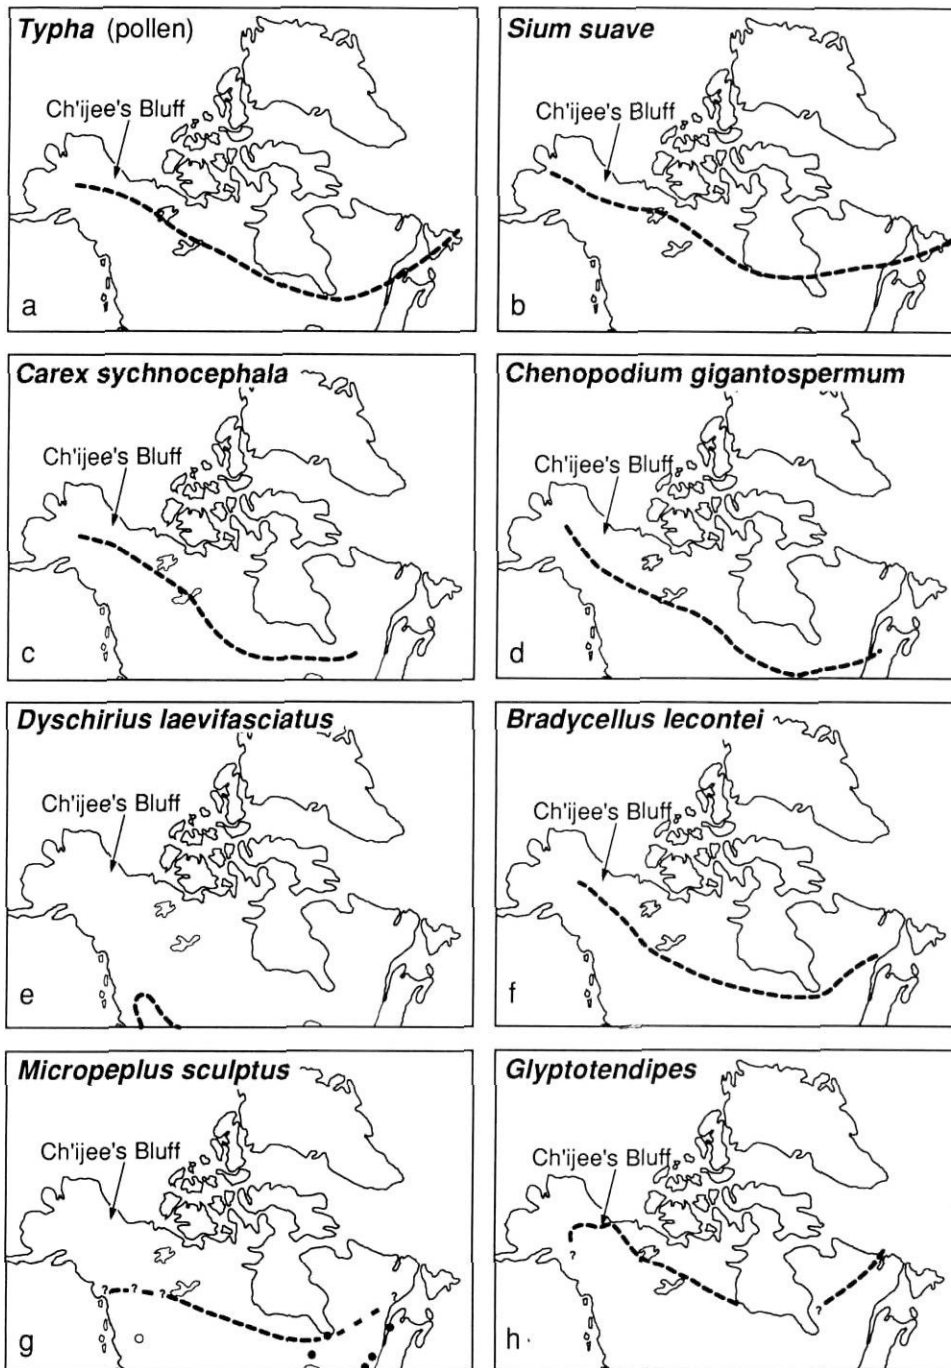 Typha (pollen)
Ch'ijee's Bluff
a
Sium suave
Ch'ijee's Bluff
b
Carex sychnocephala
Ch'ijee's Bluff
c
Chenopodium gigantospermum
Ch'ijee's Bluff
d
Dyschirius laevifasciatus
Ch'ijee's Bluff
e
Bradycellus lecontei
Ch'ijee's Bluff
f
Micropeplus sculptus
Ch'ijee's Bluff
? ? ? ?
g
Glyptotendipes
Ch'ijee's Bluff
? ?
h